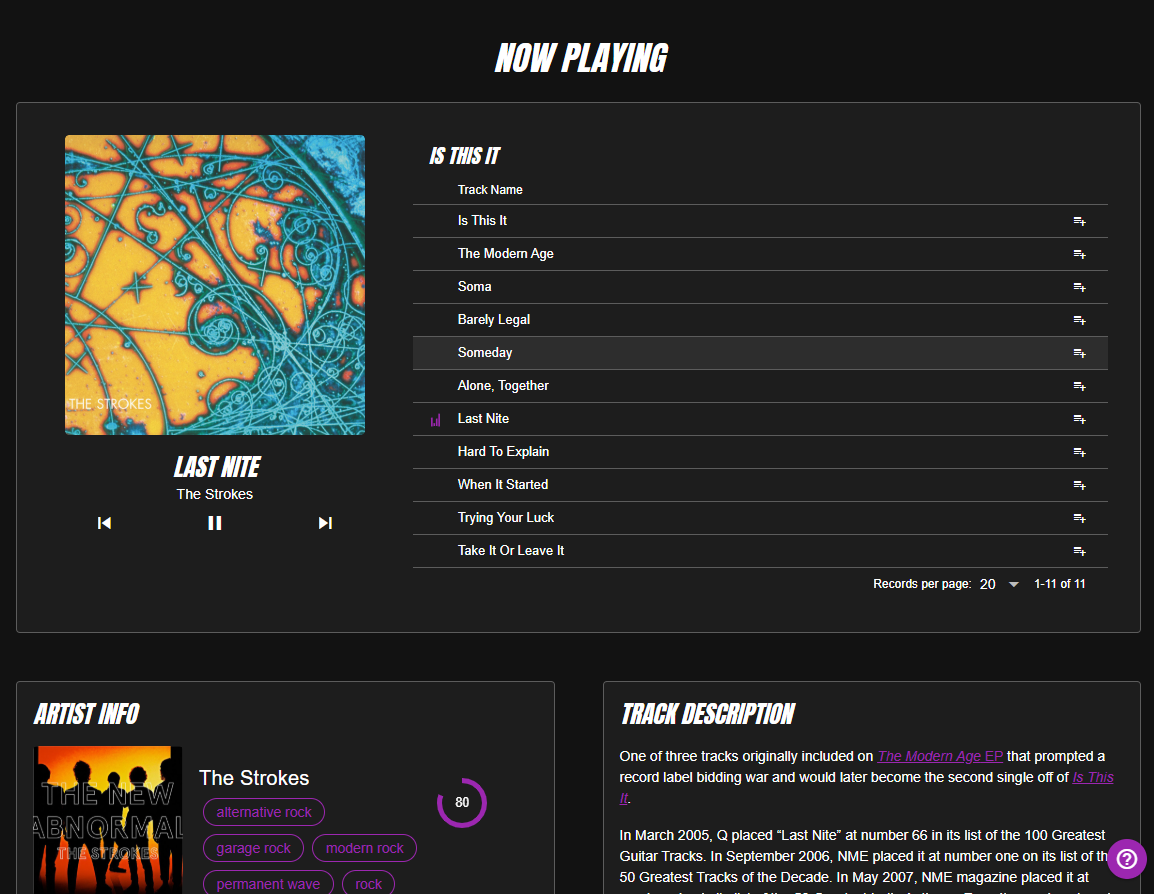 NOW PLAYING
THE STROKES
LAST NITE
The Strokes
IS THIS IT
Track Name
Is This It
The Modern Age
Soma
Barely Legal
Someday
Alone, Together
Last Nite
Hard To Explain
When It Started
Trying Your Luck
Take It Or Leave It
Records per page: 20 1-11 of 11
ARTIST INFO
THE NEW
ABNORMAL
THE STROKES
The Strokes
alternative rock
garage rock modern rock
permanent wave rock
80
TRACK DESCRIPTION
One of three tracks originally included on The Modern Age EP that prompted a
record label bidding war and would later become the second single off of Is This
It.
In March 2005, Q placed “Last Nite” at number 66 in its list of the 100 Greatest
Guitar Tracks. In September 2006, NME placed it at number one on its list of th
50 Greatest Tracks of the Decade. In May 2007, NME magazine placed it at